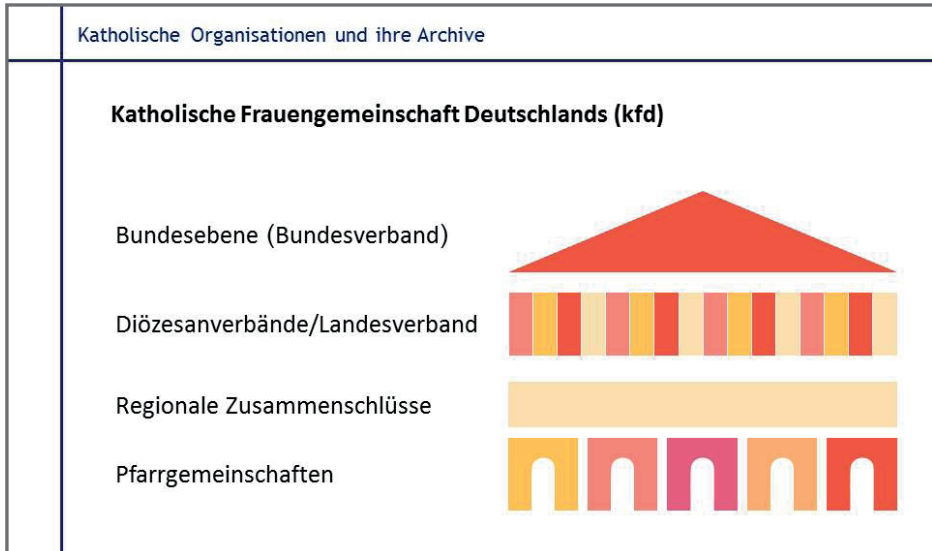 Katholische Organisationen und ihre Archive
Katholische Frauengemeinschaft Deutschlands (kfd)
Bundesebene (Bundesverband)
Diözesanverbände/Landesverband
Regionale Zusammenschlüsse
Pfarrgemeinschaften